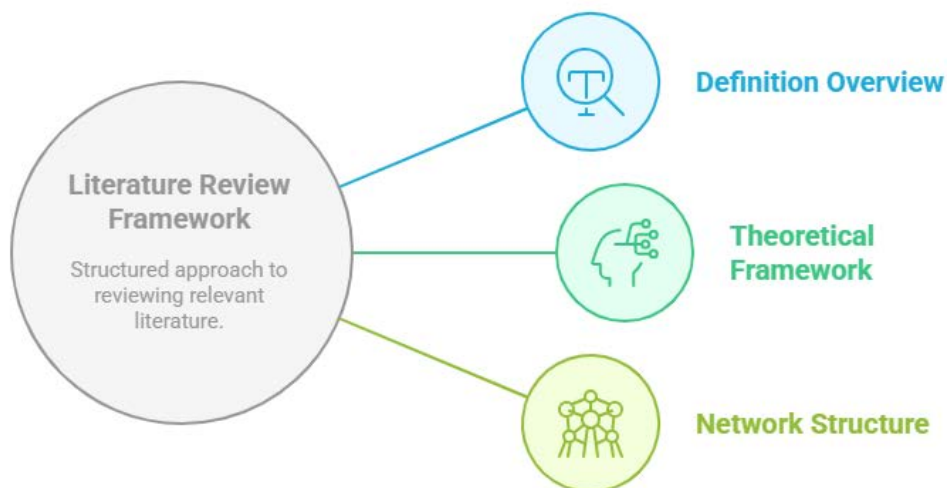 Literature Review
Framework
Structured approach to
reviewing relevant
literature.
Definition Overview
Theoretical
Framework
Network Structure